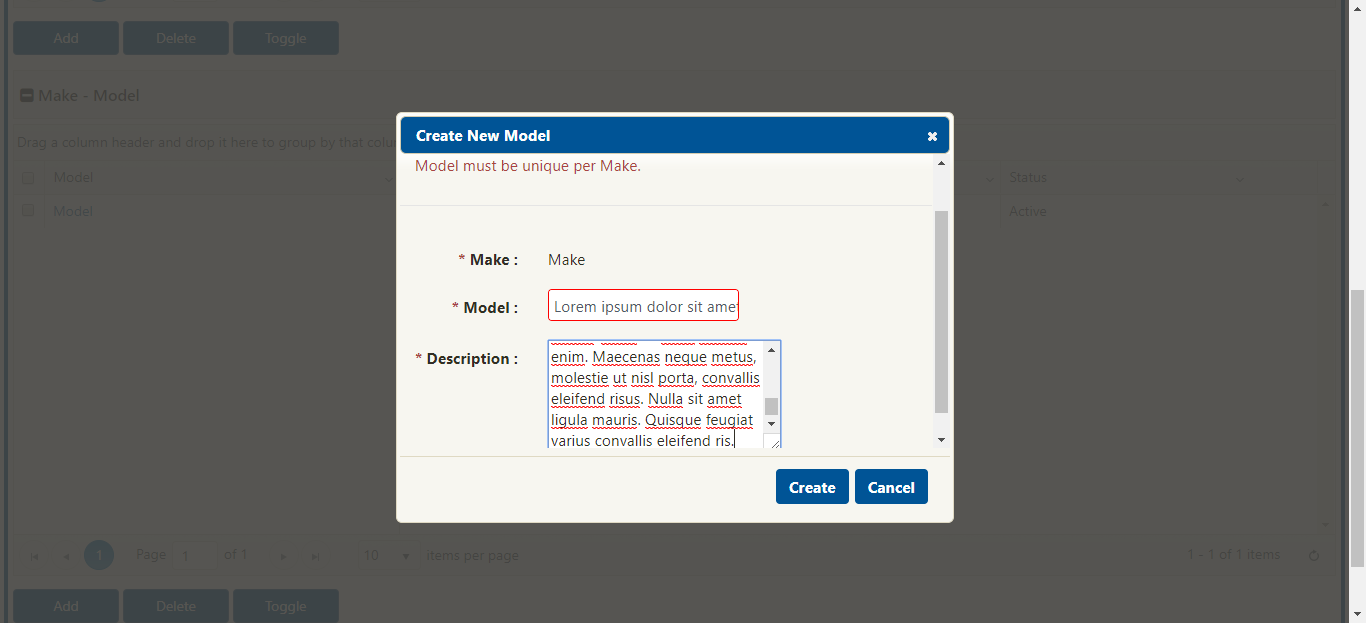 Add Delete Toggle
Make - Model
Drag a column header and drop it here to group by that colu
Model Status
Model Active
Create New Model
Model must be unique per Make.
* Make : Make
* Model : Lorem ipsum dolor sit ame
* Description :
enim. Maecenas neque metus,
molestie ut nisl porta, convallis
eleifend risus. Nulla sit amet
ligula mauris. Quisque feugiat
varius convallis eleifend ris.
Create Cancel
1 Page 1 of 1 10 items per page 1 - 1 of 1 items
Add Delete Toggle